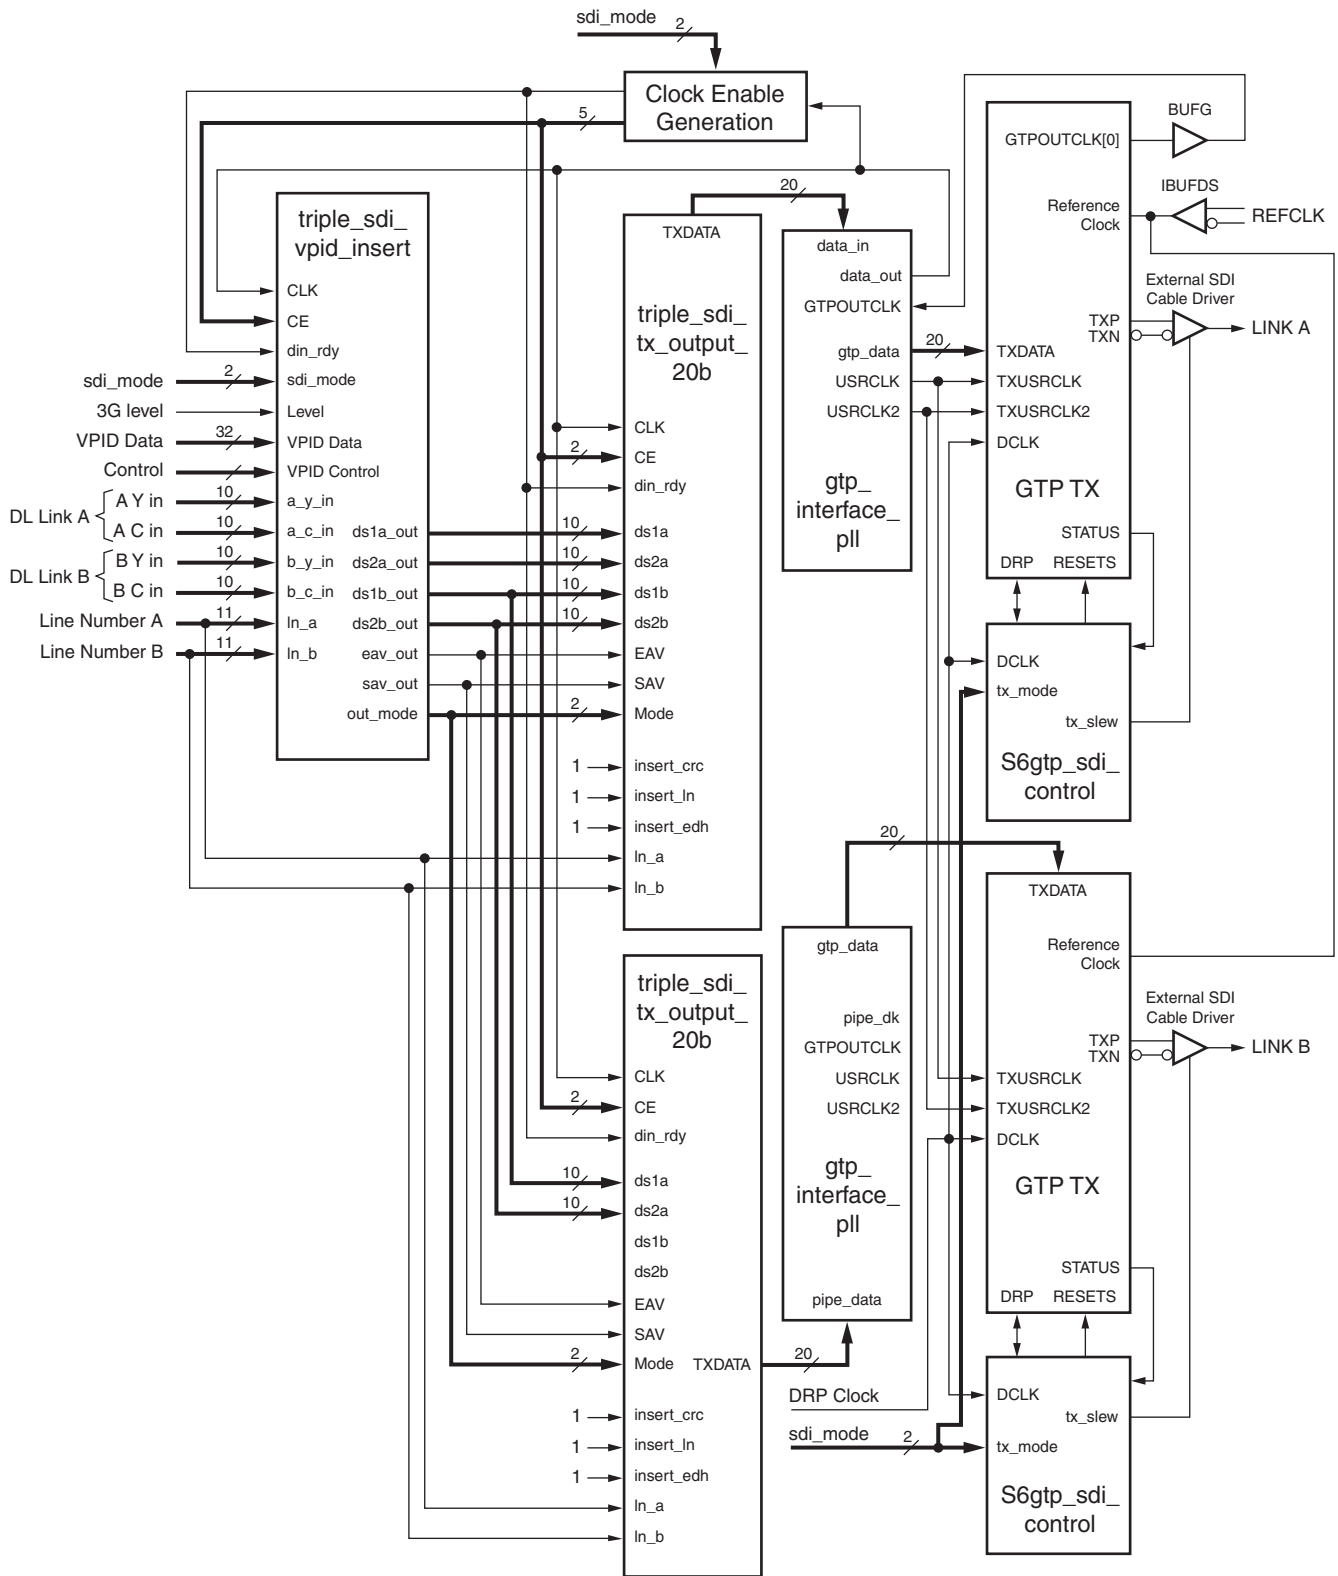 sdi_mode
2
Clock Enable
Generation
5
BUFG
GTPOUTCLK[0]
IBUFDS
Reference
Clock
REFCLK
External SDI
Cable Driver
TXP
TXN
LINK A
TXDATA
TXUSRCLK
TXUSRCLK2
DCLK
GTP TX
STATUS
DRP
RESETS
DCLK
tx_mode
tx_slew
S6gtp_sdi_
control
triple_sdi_
vpid_insert
CLK
CE
din_rdy
sdi_mode
2
sdi_mode
3G level
Level
VPID Data
32
VPID Data
Control
VPID Control
DL Link A
A Y in
10
a_y_in
A C in
10
a_c_in
DL Link B
B Y in
10
b_y_in
B C in
10
b_c_in
Line Number A
11
ln_a
Line Number B
11
ln_b
ds1a_out
ds2a_out
ds1b_out
ds2b_out
eav_out
sav_out
out_mode
20
TXDATA
triple_sdi_
tx_output_
20b
CLK
2
CE
din_rdy
10
ds1a
10
ds2a
10
ds1b
10
ds2b
EAV
SAV
2
Mode
1
insert_crc
1
insert_ln
1
insert_edh
ln_a
ln_b
data_in
data_out
GTPOUTCLK
gtp_data
20
USRCLK
USRCLK2
gtp_
interface_
pll
triple_sdi_
tx_output_
20b
CLK
2
CE
din_rdy
10
ds1a
10
ds2a
ds1b
ds2b
EAV
SAV
2
Mode
TXDATA
20
1
insert_crc
1
insert_ln
1
insert_edh
ln_a
ln_b
20
gtp_data
pipe_dk
GTPOUTCLK
USRCLK
USRCLK2
gtp_
interface_
pll
pipe_data
DRP Clock
sdi_mode
2
TXDATA
Reference
Clock
External SDI
Cable Driver
TXP
TXN
LINK B
TXUSRCLK
TXUSRCLK2
DCLK
GTP TX
STATUS
DRP
RESETS
DCLK
tx_slew
tx_mode
S6gtp_sdi_
control